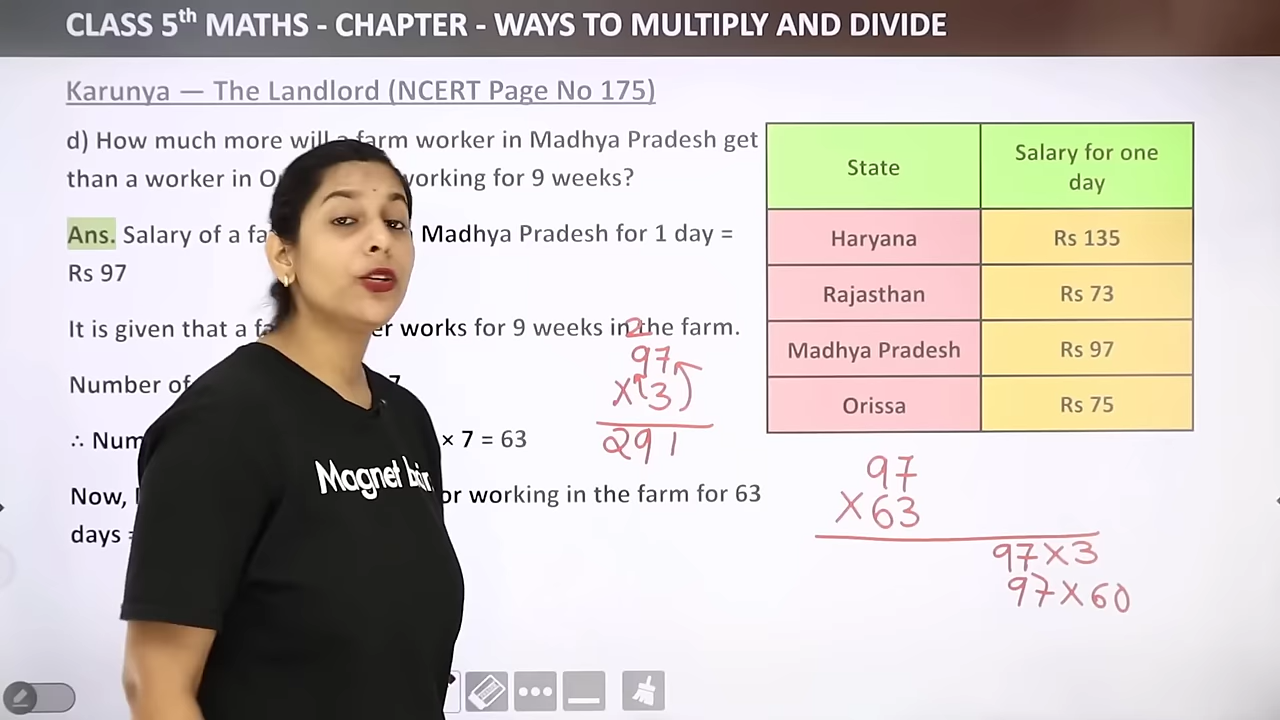 CLASS 5th MATHS - CHAPTER - WAYS TO MULTIPLY AND DIVIDE
Karunya — The Landlord (NCERT Page No 175)
d) How much more will a farm worker in Madhya Pradesh get
than a worker in working for 9 weeks?
Ans. Salary of a Madhya Pradesh for 1 day =
Rs 97
It is given that a works for 9 weeks in the farm.
Number of 7
∴ × 7 = 63
Now, working in the farm for 63
days
State Salary for one
day
Haryana Rs 135
Rajasthan Rs 73
Madhya Pradesh Rs 97
Orissa Rs 75
2
97
× 3
291
97
× 63
97 × 3
97 × 60
Magnet